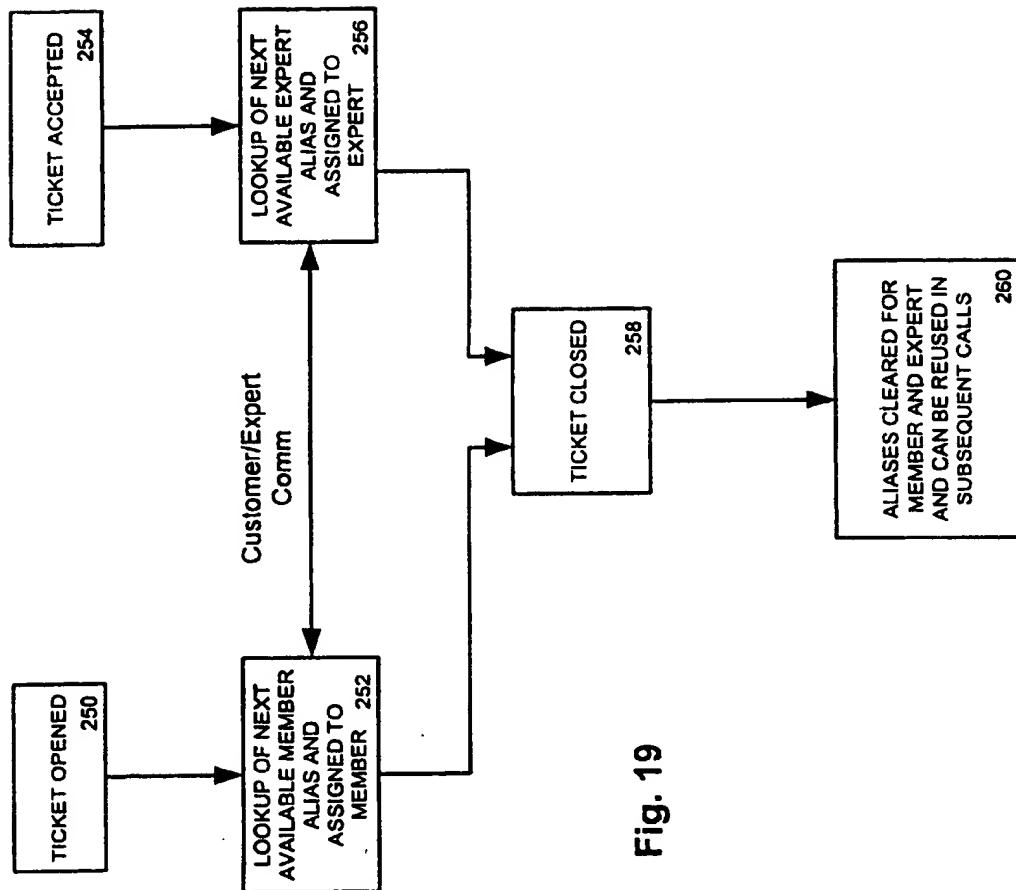 TICKET OPENED
250
TICKET ACCEPTED
254
LOOKUP OF NEXT
AVAILABLE MEMBER
ALIAS AND
ASSIGNED TO
MEMBER 252
Customer/Expert
Comm
LOOKUP OF NEXT
AVAILABLE EXPERT
ALIAS AND 256
ASSIGNED TO
EXPERT
TICKET CLOSED
258
ALIASES CLEARED FOR
MEMBER AND EXPERT
AND CAN BE REUSED IN
SUBSEQUENT CALLS
260
Fig. 19